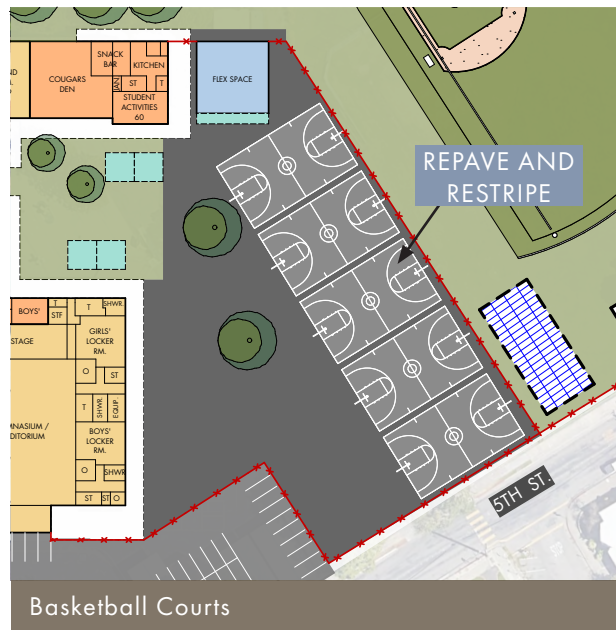 SNACK
BAR
KITCHEN
COUGARS
DEN
JAN
ST
T
STUDENT
ACTIVITIES
60
FLEX SPACE
REPAVE AND
RESTRIPE
BOYS'
T
STF
T
SHWR.
STAGE
GIRLS'
LOCKER
RM.
O
ST
T
SHWR.
EQUIP.
BOYS'
LOCKER
RM.
O
SHWR
ST
ST
O
5TH ST.
Basketball Courts